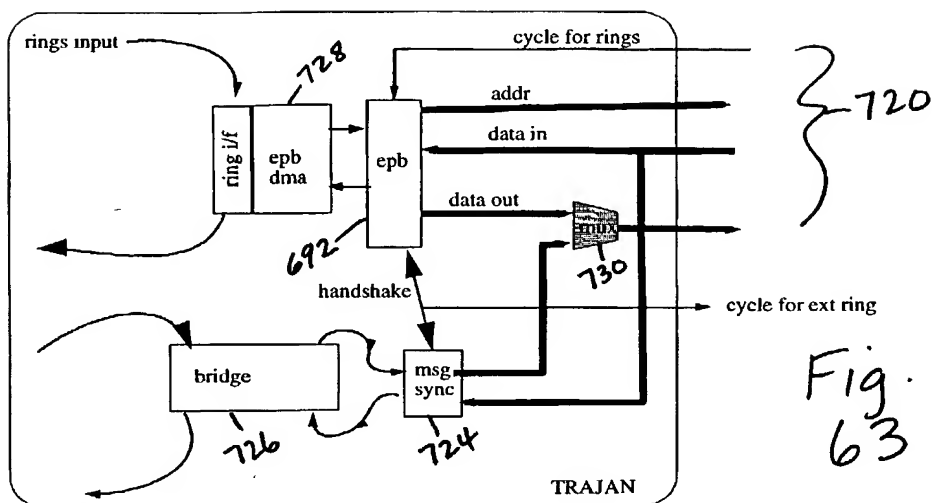 rings input
cycle for rings
728
addr
720
data in
ring i/f
epb
dma
epb
data out
mux
692
730
handshake
cycle for ext ring
bridge
msg
sync
726
724
Fig.
63
TRAJAN